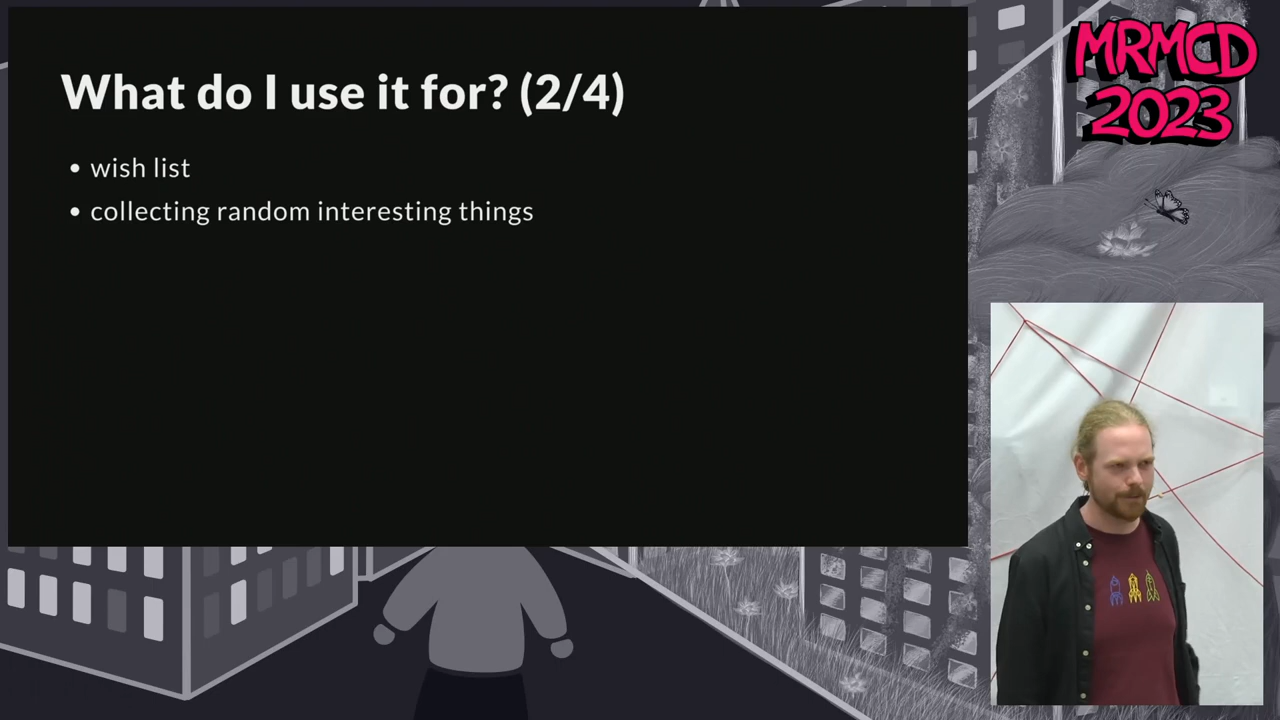 What do I use it for? (2/4)
• wish list
• collecting random interesting things
MRMCD
2023